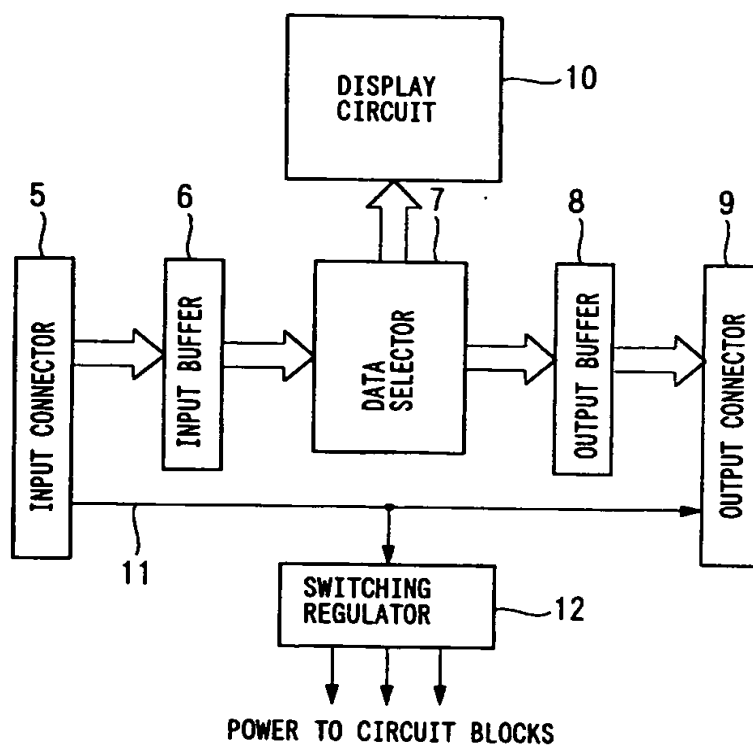 DISPLAY
CIRCUIT
10
5
6
7
8
9
INPUT CONNECTOR
INPUT BUFFER
DATA
SELECTOR
OUTPUT BUFFER
OUTPUT CONNECTOR
11
SWITCHING
REGULATOR
12
POWER TO CIRCUIT BLOCKS